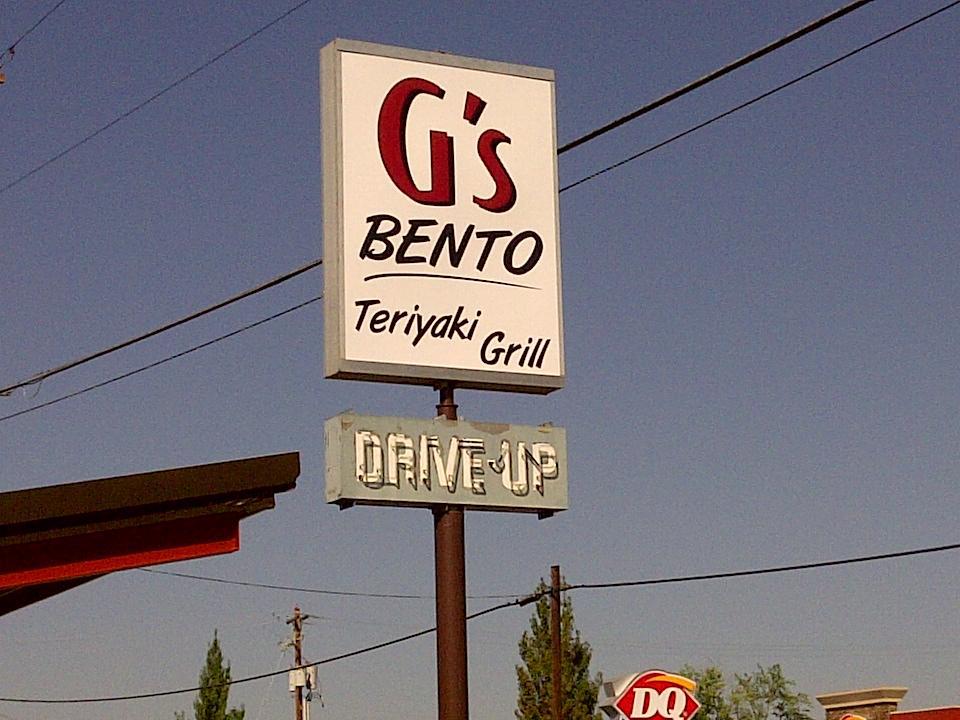 G's
BENTO
Teriyaki
Grill
DRIVE-UP
DQ